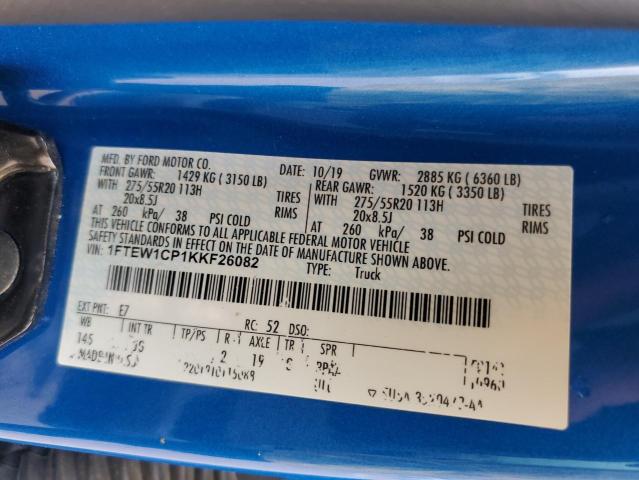 MFD. BY FORD MOTOR CO.
DATE: 10/19 GVWR: 2885 KG ( 6360 LB)
FRONT GAWR: 1429 KG ( 3150 LB) REAR GAWR: 1520 KG ( 3350 LB)
WITH 275/55R20 113H TIRES WITH 275/55R20 113H TIRES
20x8.5J RIMS 20x8.5J RIMS
AT 260 kPa/ 38 PSI COLD AT 260 kPa/ 38 PSI COLD
THIS VEHICLE CONFORMS TO ALL APPLICABLE FEDERAL MOTOR VEHICLE
SAFETY STANDARDS IN EFFECT ON THE DATE OF MANUFACTURE SHOWN ABOVE.
VIN: 1FTEW1CP1KKF26082 TYPE: Truck
EXT PNT: E7 RC: 52 DSO:
WB INT TR TP/PS R AXLE TR SPR
145 2 19